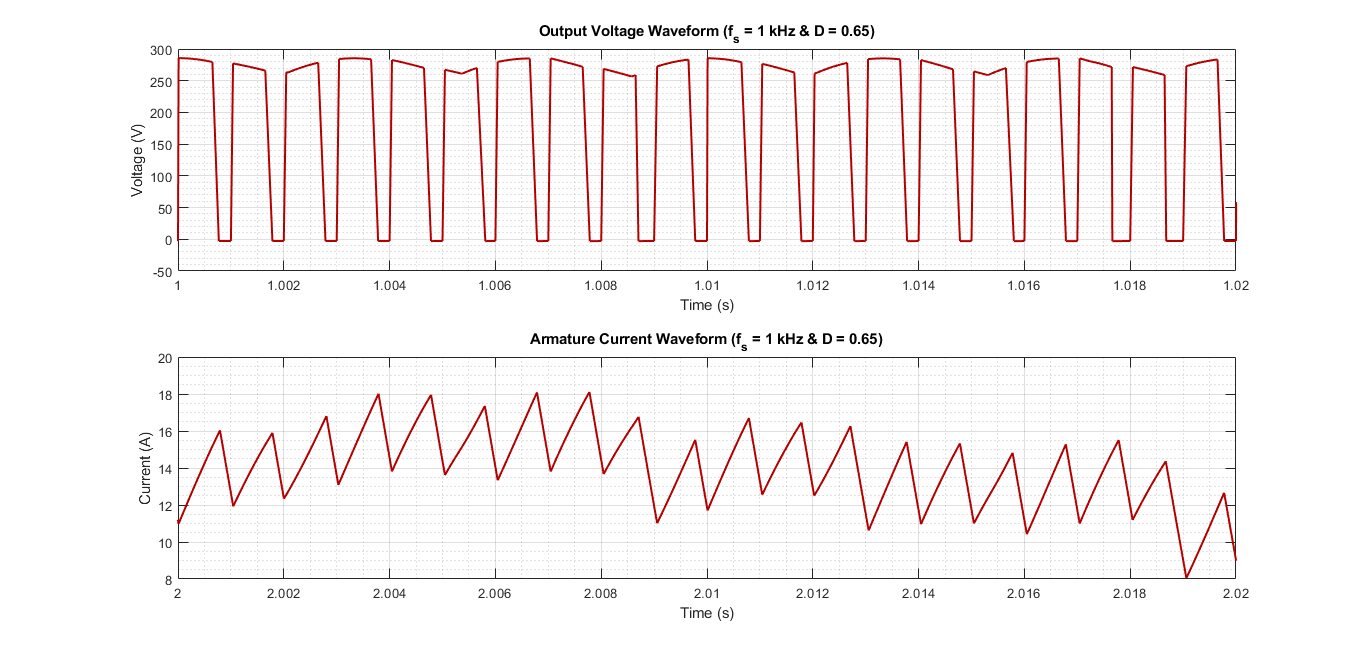 Output Voltage Waveform (fs = 1 kHz & D = 0.65)
300
250
200
150
100
50
0
-50
Voltage (V)
1 1.002 1.004 1.006 1.008 1.01 1.012 1.014 1.016 1.018 1.02
Time (s)
Armature Current Waveform (fs = 1 kHz & D = 0.65)
20
18
16
14
12
10
8
Current (A)
2 2.002 2.004 2.006 2.008 2.01 2.012 2.014 2.016 2.018 2.02
Time (s)